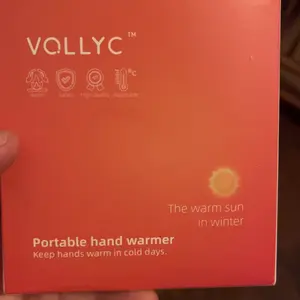 VOLLYC™
°C
The warm sun
in winter
Portable hand warmer
Keep hands warm in cold days.